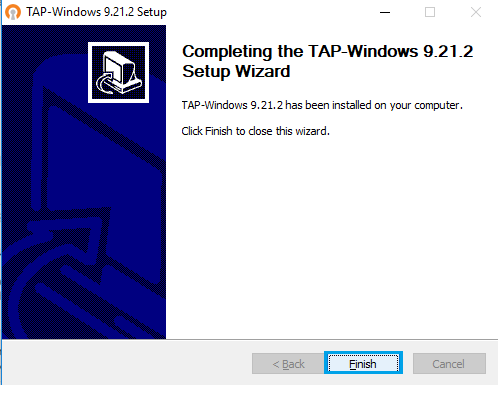 TAP-Windows 9.21.2 Setup
Completing the TAP-Windows 9.21.2
Setup Wizard
TAP-Windows 9.21.2 has been installed on your computer.
Click Finish to close this wizard.
< Back Finish Cancel